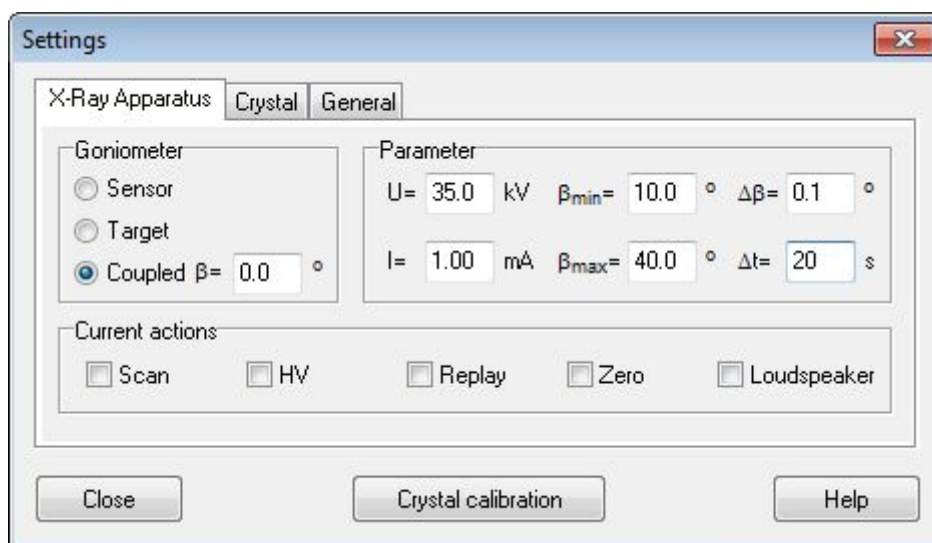 Settings
X-Ray Apparatus Crystal General
Goniometer
Sensor
Target
Coupled β= 0.0 °
Parameter
U= 35.0 kV βmin= 10.0 ° Δβ= 0.1 °
I= 1.00 mA βmax= 40.0 ° Δt= 20 s
Current actions
Scan HV Replay Zero Loudspeaker
Close Crystal calibration Help